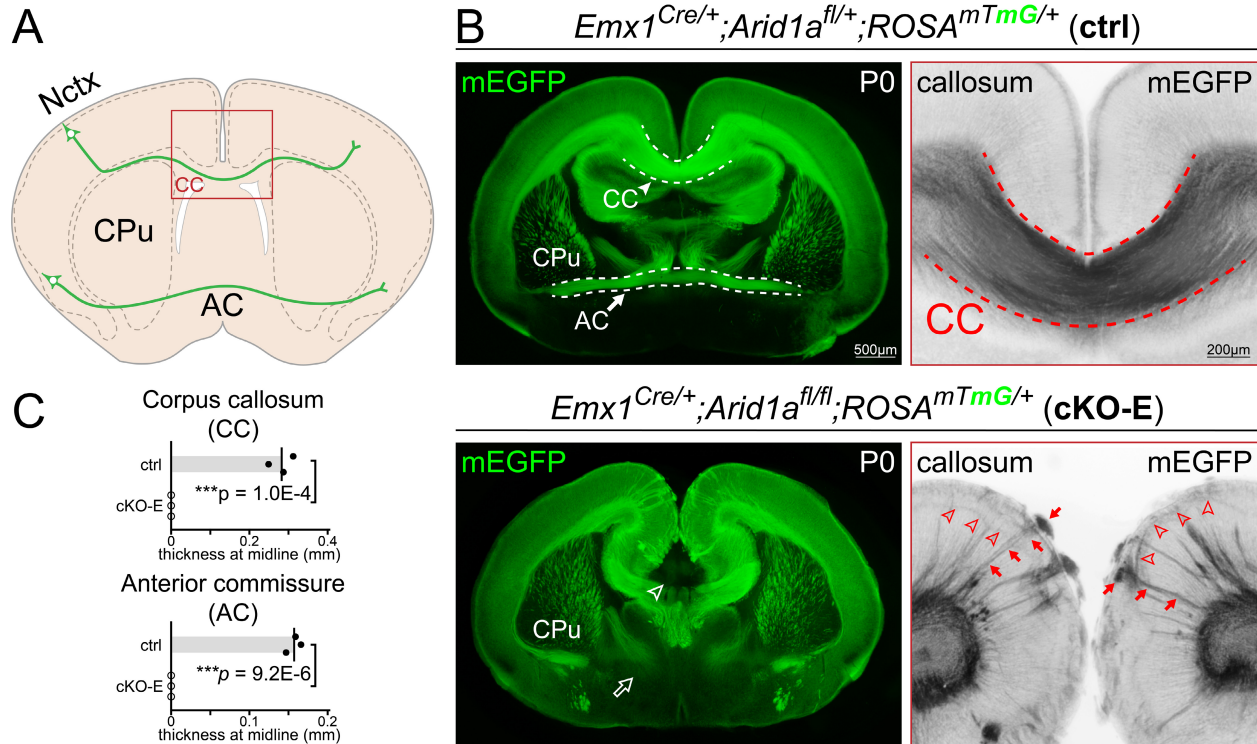 A
Nctx
CC
CPu
AC
B
Emx1Cre/+;Arid1afl/+;ROSAmTmG/+ (ctrl)
mEGFP
P0
CC
CPu
AC
500μm
callosum
mEGFP
CC
200μm
C
Corpus callosum
(CC)
ctrl
***p = 1.0E-4
cKO-E
0
0.2
0.4
thickness at midline (mm)
Anterior commissure
(AC)
ctrl
***p = 9.2E-6
cKO-E
0
0.1
0.2
thickness at midline (mm)
Emx1Cre/+;Arid1afl/fl;ROSAmTmG/+ (cKO-E)
mEGFP
P0
CPu
callosum
mEGFP